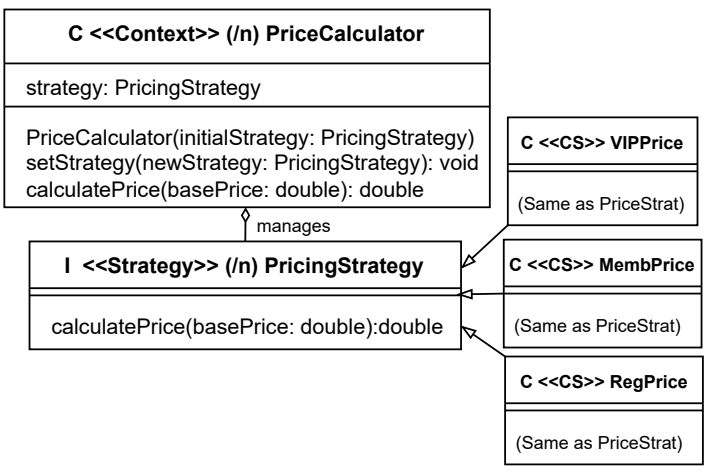 C <<Context>> (/n) PriceCalculator
strategy: PricingStrategy
PriceCalculator(initialStrategy: PricingStrategy)
setStrategy(newStrategy: PricingStrategy): void
calculatePrice(basePrice: double): double
manages
I <<Strategy>> (/n) PricingStrategy
calculatePrice(basePrice: double):double
C <<CS>> VIPPrice
(Same as PriceStrat)
C <<CS>> MembPrice
(Same as PriceStrat)
C <<CS>> RegPrice
(Same as PriceStrat)